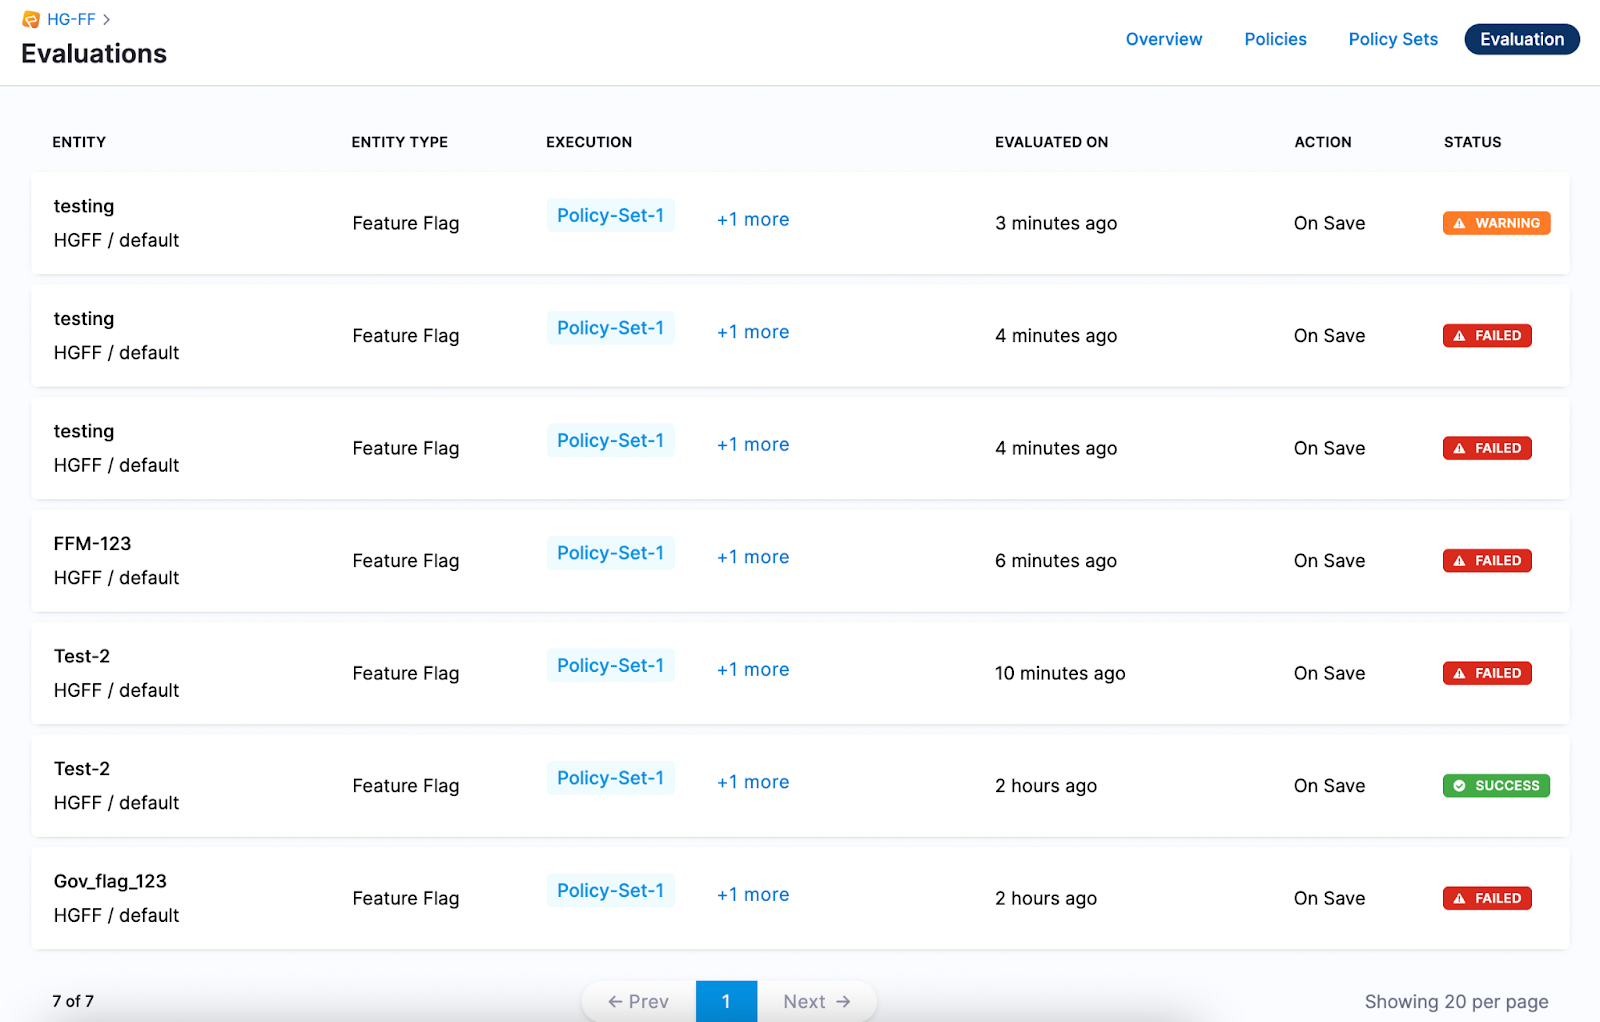 HG-FF >
Evaluations
Overview Policies Policy Sets Evaluation
ENTITY ENTITY TYPE EXECUTION EVALUATED ON ACTION STATUS
testing
HGFF / default
Feature Flag Policy-Set-1 +1 more 3 minutes ago On Save WARNING
testing
HGFF / default
Feature Flag Policy-Set-1 +1 more 4 minutes ago On Save FAILED
testing
HGFF / default
Feature Flag Policy-Set-1 +1 more 4 minutes ago On Save FAILED
FFM-123
HGFF / default
Feature Flag Policy-Set-1 +1 more 6 minutes ago On Save FAILED
Test-2
HGFF / default
Feature Flag Policy-Set-1 +1 more 10 minutes ago On Save FAILED
Test-2
HGFF / default
Feature Flag Policy-Set-1 +1 more 2 hours ago On Save SUCCESS
Gov_flag_123
HGFF / default
Feature Flag Policy-Set-1 +1 more 2 hours ago On Save FAILED
7 of 7 ← Prev 1 Next → Showing 20 per page